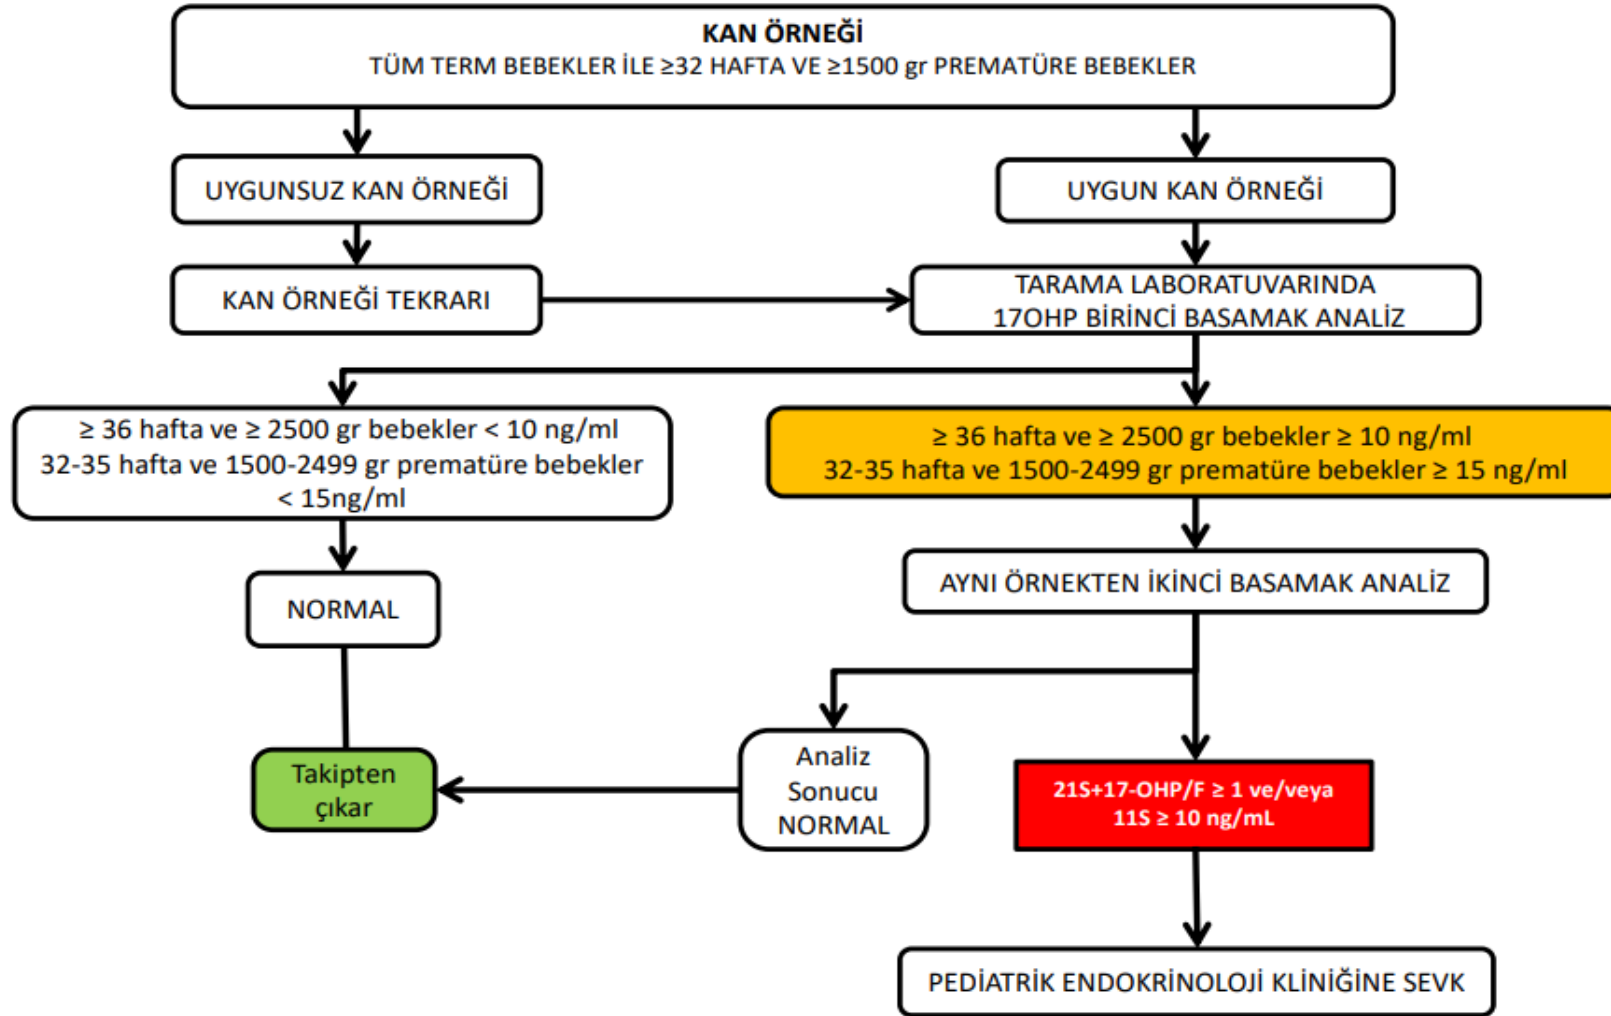 KAN ÖRNEĞİ
TÜM TERM BEBEKLER İLE ≥32 HAFTA VE ≥1500 gr PREMATÜRE BEBEKLER
UYGUNSUZ KAN ÖRNEĞİ
UYGUN KAN ÖRNEĞİ
KAN ÖRNEĞİ TEKRARI
TARAMA LABORATUVARINDA
17OHP BİRİNCİ BASAMAK ANALİZ
≥ 36 hafta ve ≥ 2500 gr bebekler < 10 ng/ml
32-35 hafta ve 1500-2499 gr prematüre bebekler
< 15ng/ml
≥ 36 hafta ve ≥ 2500 gr bebekler ≥ 10 ng/ml
32-35 hafta ve 1500-2499 gr prematüre bebekler ≥ 15 ng/ml
NORMAL
AYNI ÖRNEKTEN İKİNCİ BASAMAK ANALİZ
Takipten
çıkar
Analiz
Sonucu
NORMAL
21S+17-OHP/F ≥ 1 ve/veya
11S ≥ 10 ng/mL
PEDİATRİK ENDOKRİNOLOJİ KLİNİĞİNE SEVK